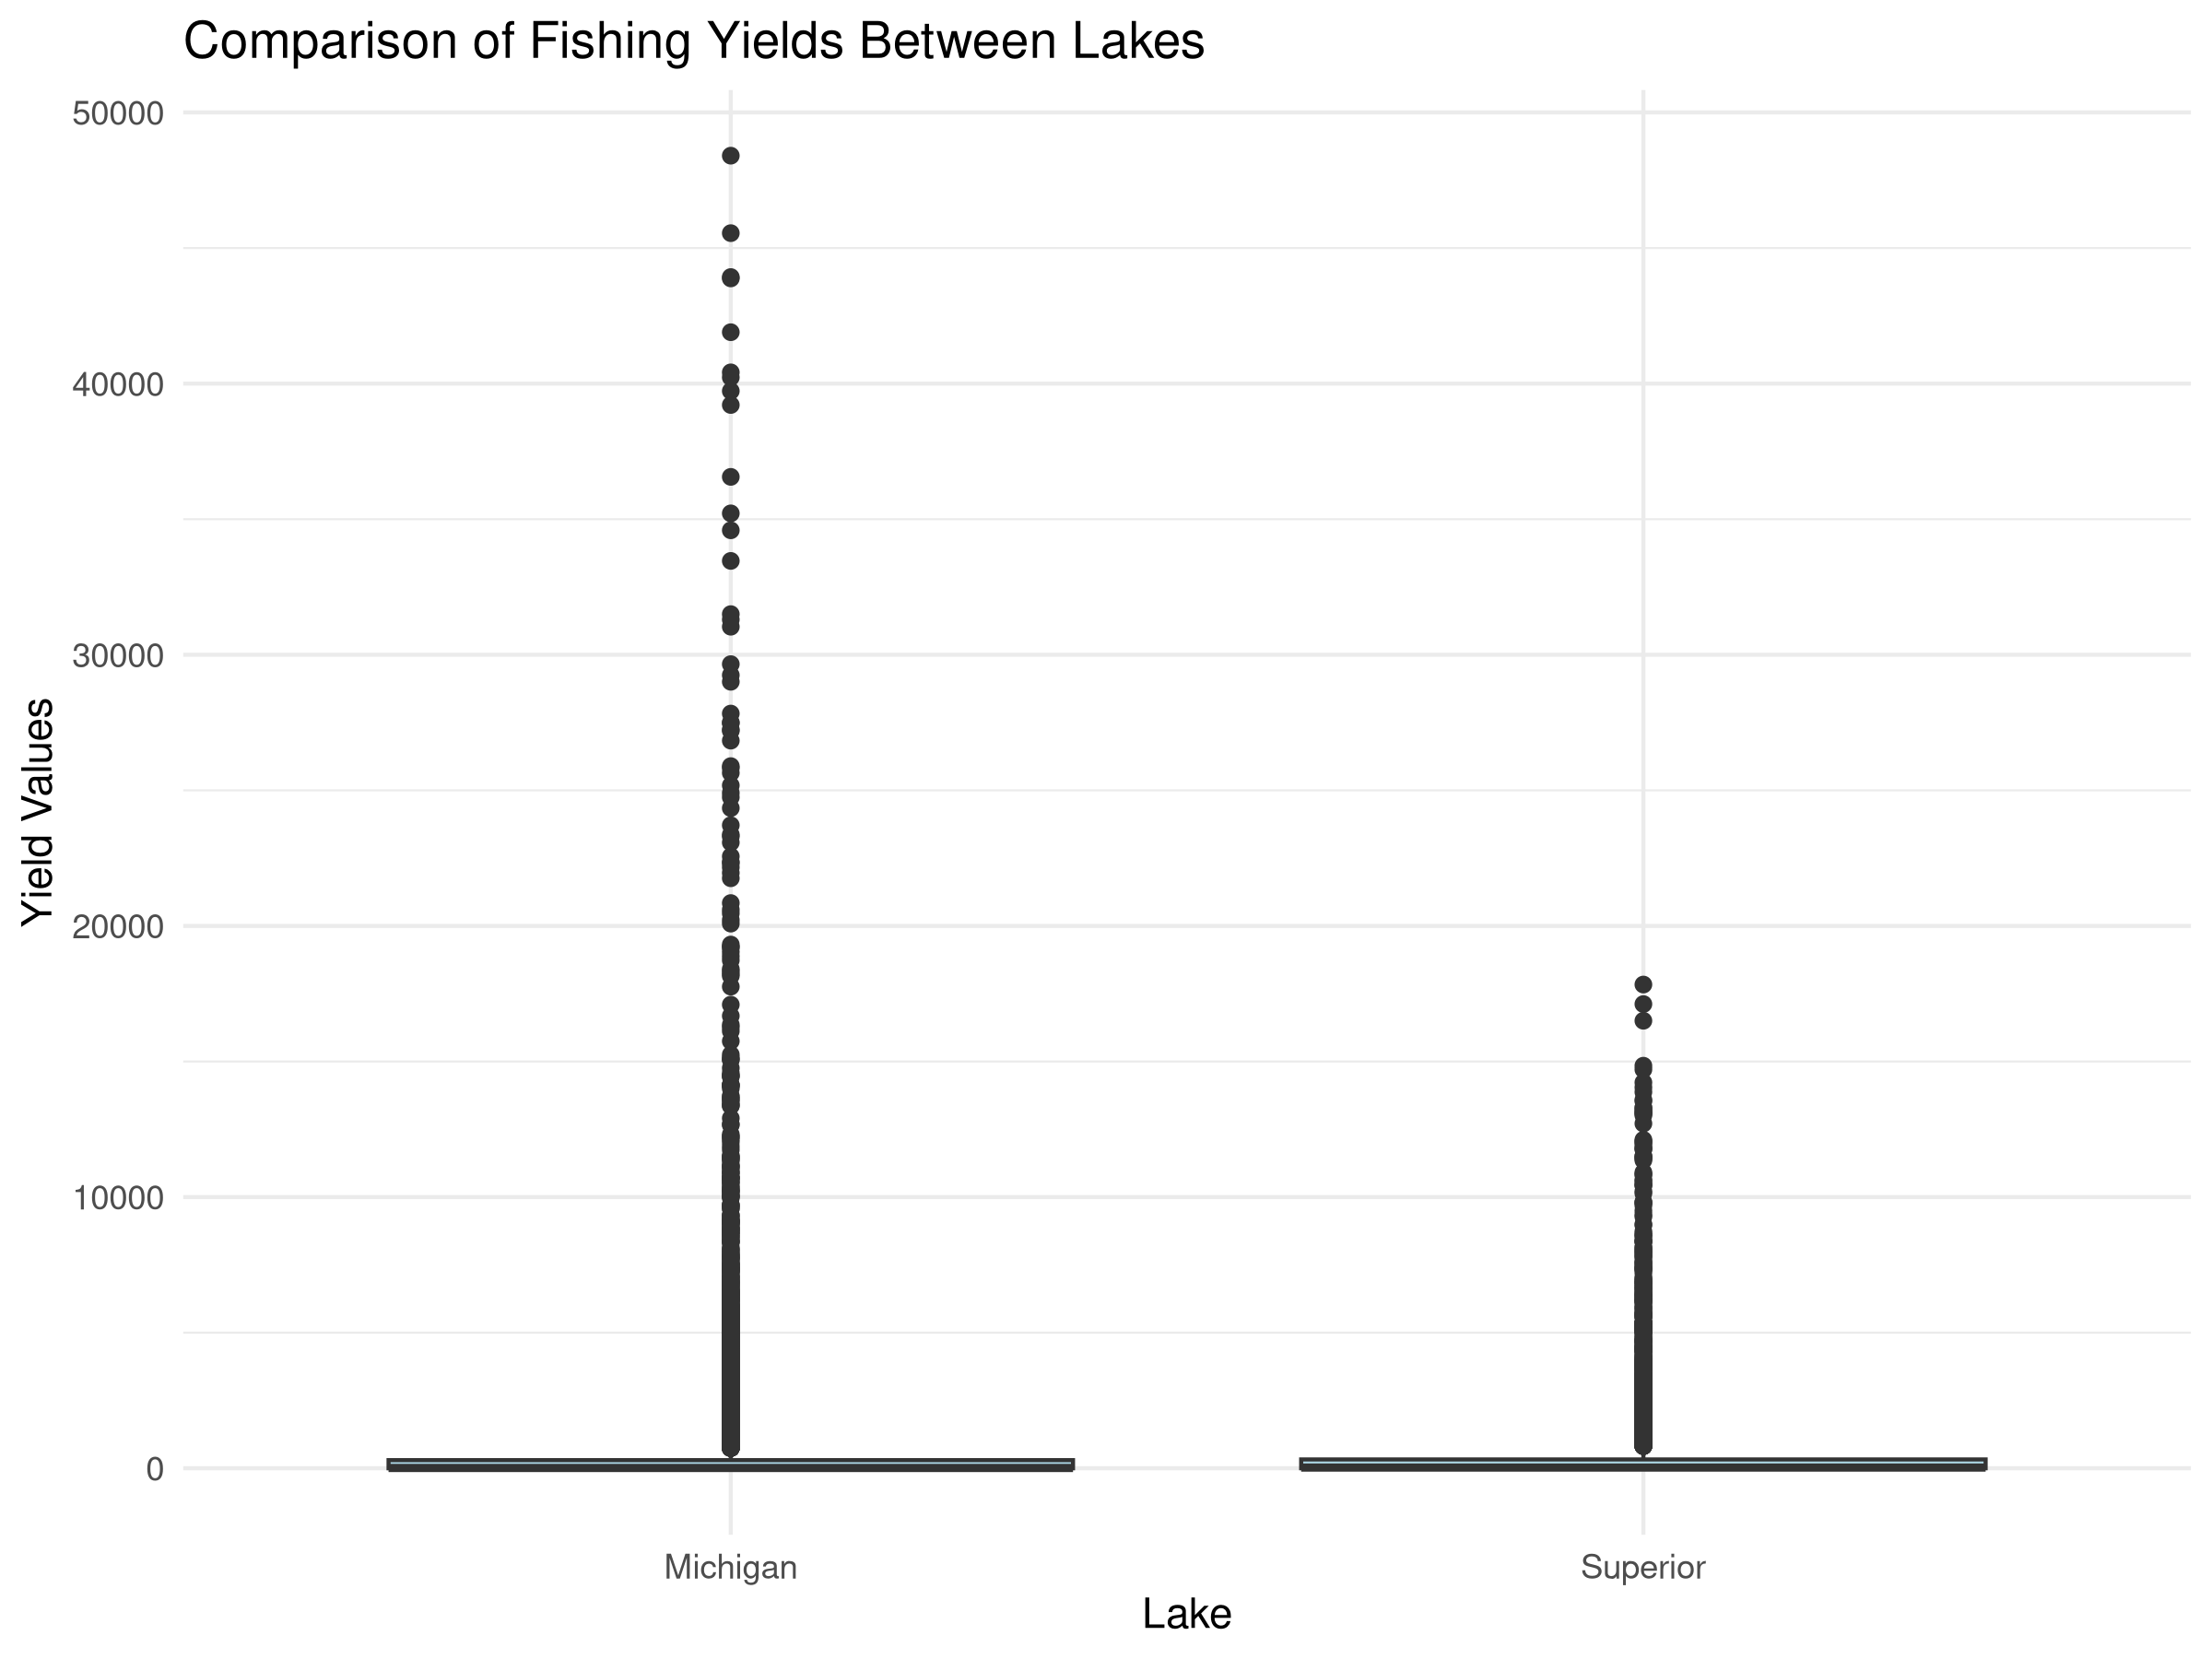 Comparison of Fishing Yields Between Lakes
Yield Values
50000
40000
30000
20000
10000
0
Michigan
Superior
Lake